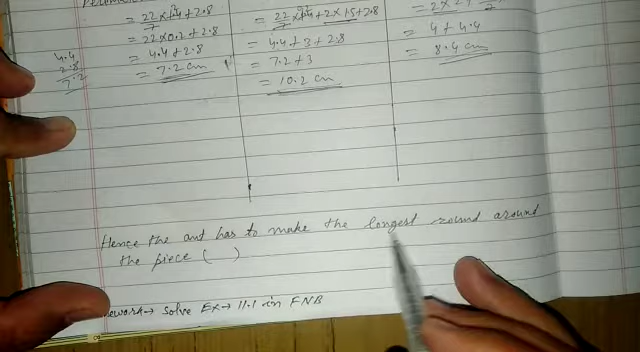 = 22/7 × 1.4 + 2.8
= 22 × 0.2 + 2.8
= 4.4 + 2.8
= 7.2 cm
4.4
2.8
7.2
= 22/7 × 1.4 + 2 × 1.5 + 2.8
= 4.4 + 3 + 2.8
= 7.2 + 3
= 10.2 cm
= 4 + 4.4
= 8.4 cm
Hence the ant has to make the longest round around
the piece ( )
work → solve Ex → 11.1 in FNB